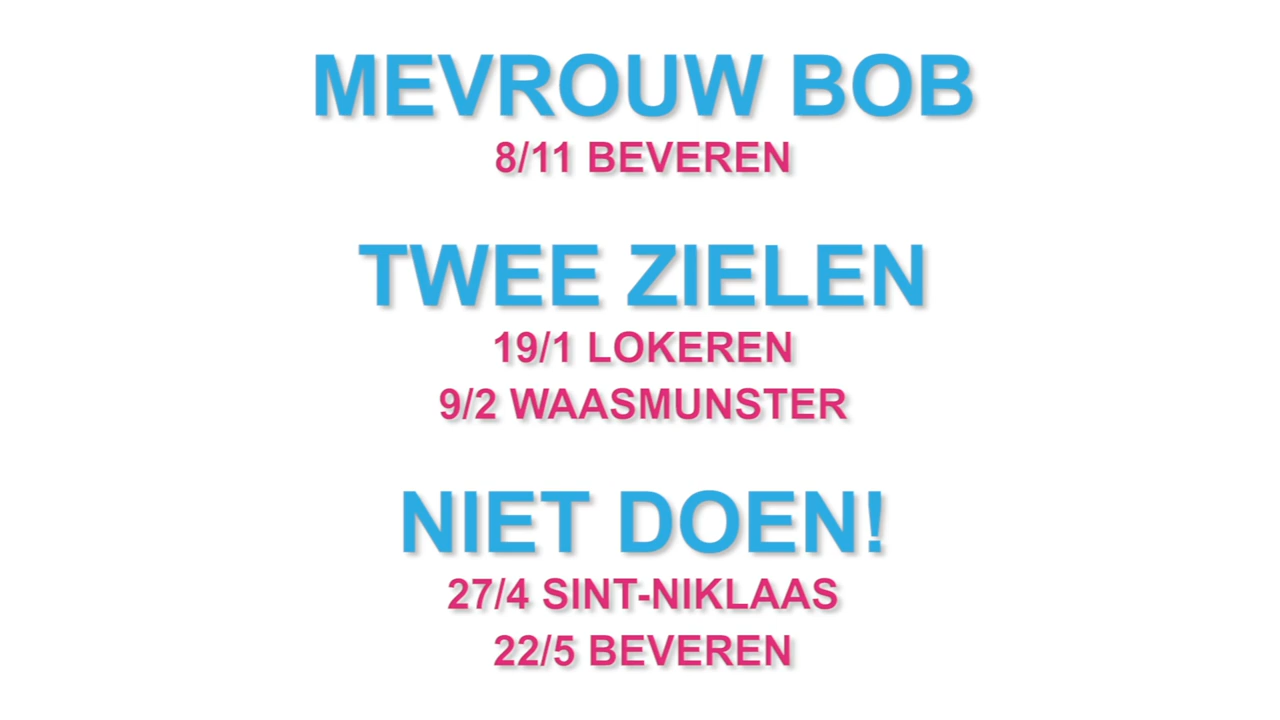 MEVROUW BOB
8/11 BEVEREN
TWEE ZIELEN
19/1 LOKEREN
9/2 WAASMUNSTER
NIET DOEN!
27/4 SINT-NIKLAAS
22/5 BEVEREN